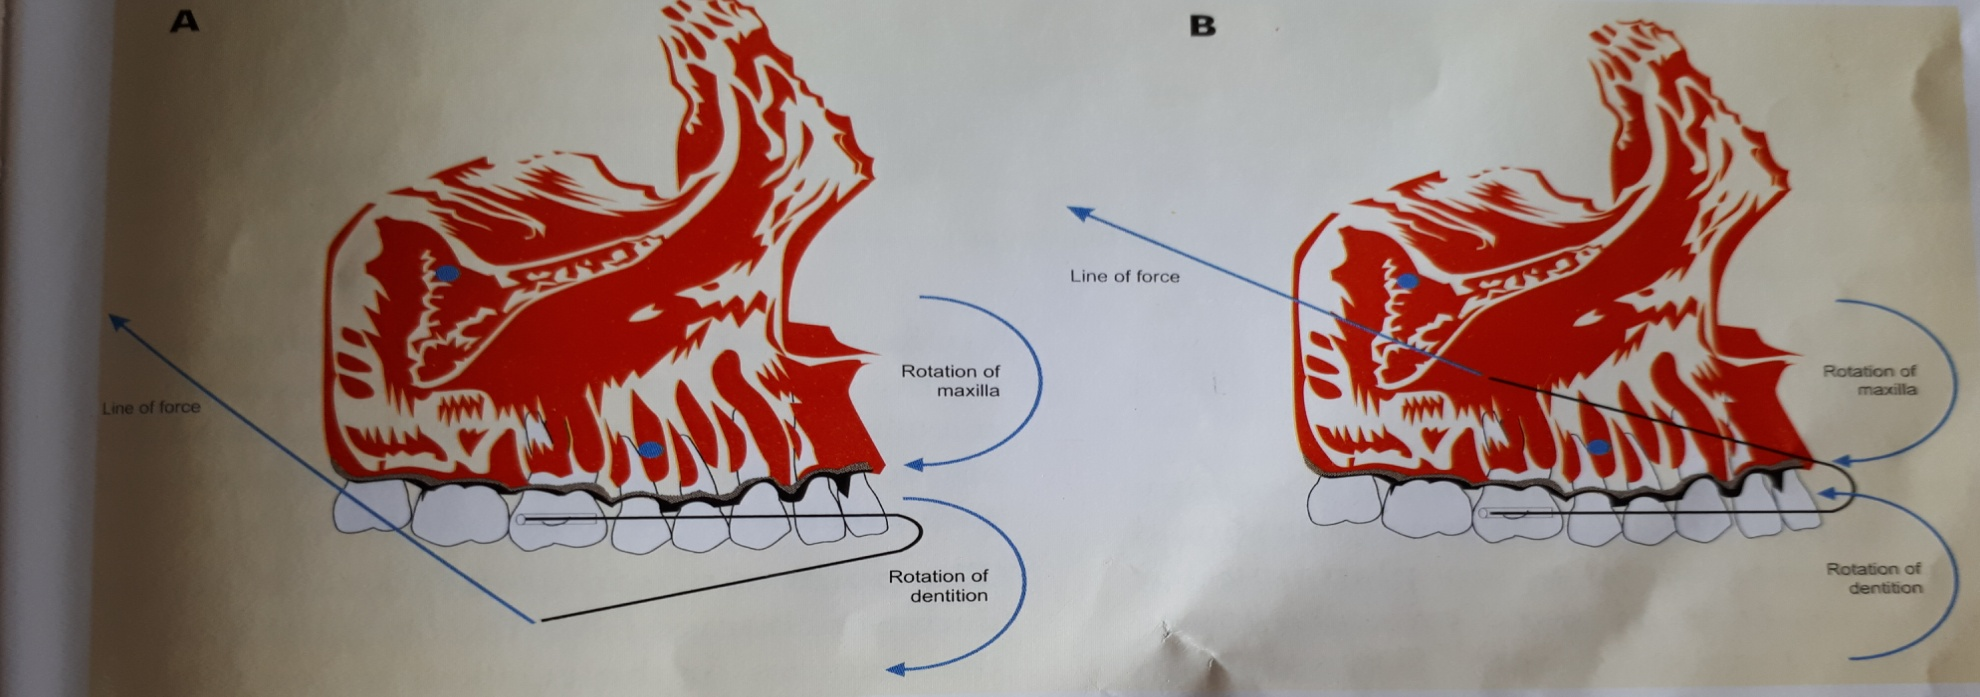 A
Line of force
Rotation of
maxilla
Rotation of
dentition
B
Line of force
Rotation of
maxilla
Rotation of
dentition